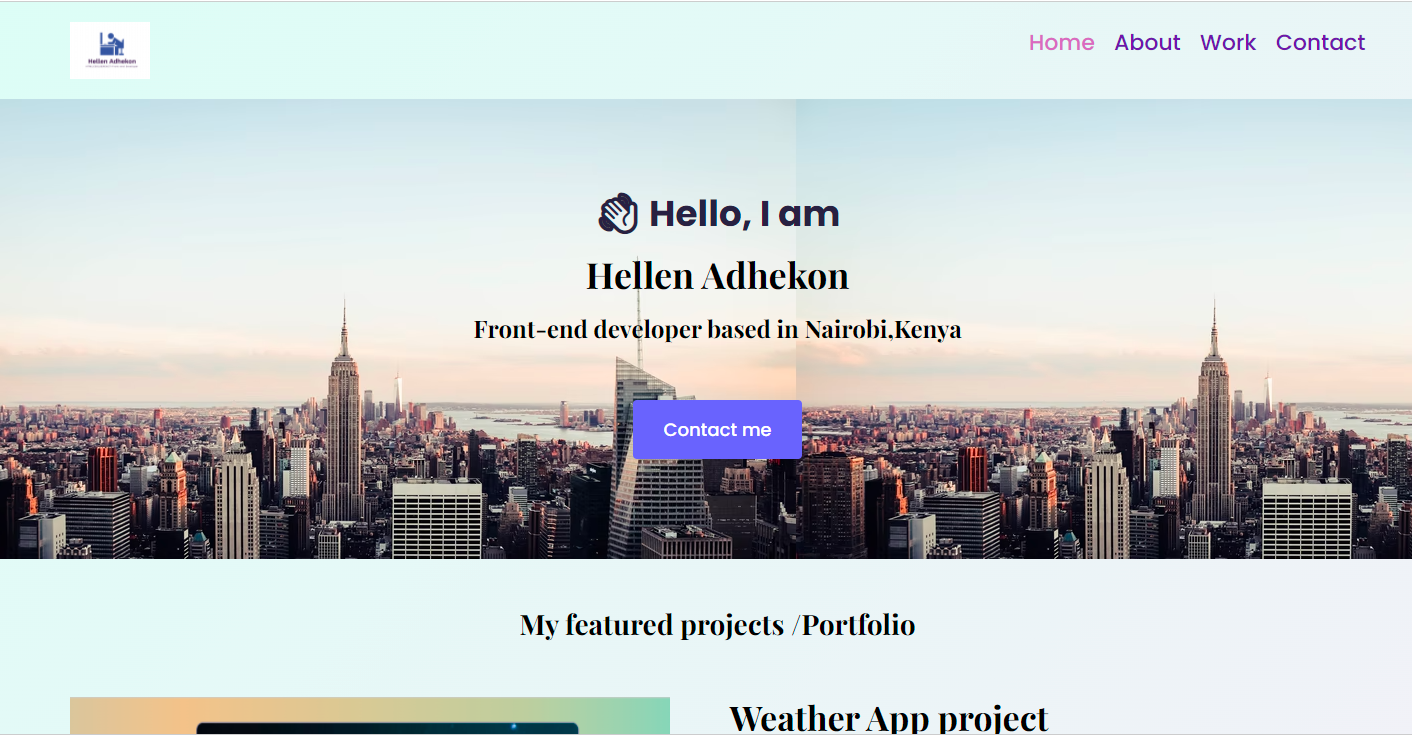 Hellen Adhekon
Home About Work Contact
Hello, I am
Hellen Adhekon
Front-end developer based in Nairobi,Kenya
Contact me
My featured projects /Portfolio
Weather App project